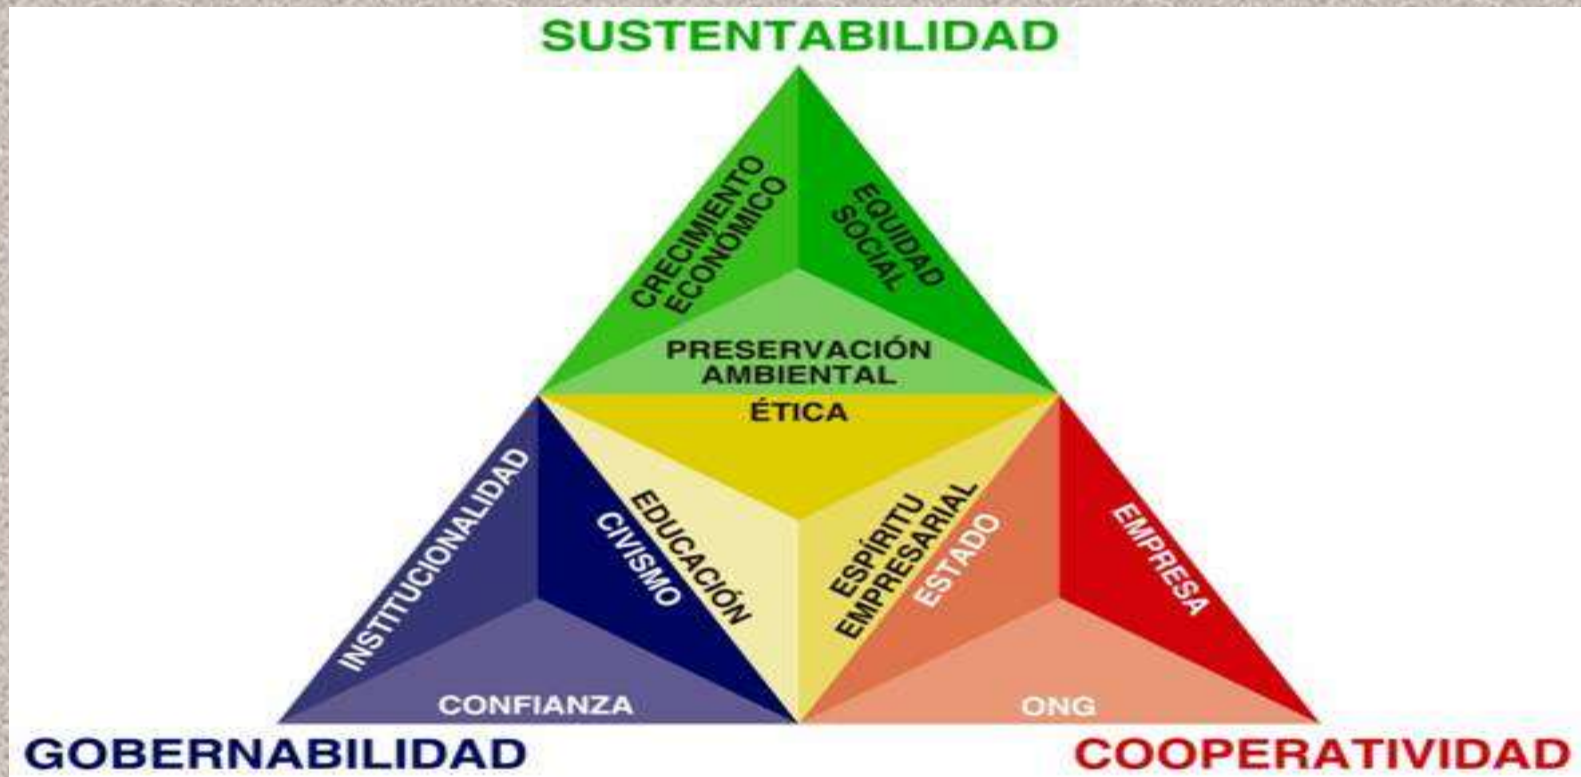 SUSTENTABILIDAD
CRECIMIENTO
ECONÓMICO
EQUIDAD
SOCIAL
PRESERVACIÓN
AMBIENTAL
ÉTICA
INSTITUCIONALIDAD
CIVISMO
EDUCACIÓN
ESPÍRITU
EMPRESARIAL
ESTADO
EMPRESA
CONFIANZA
ONG
GOBERNABILIDAD
COOPERATIVIDAD